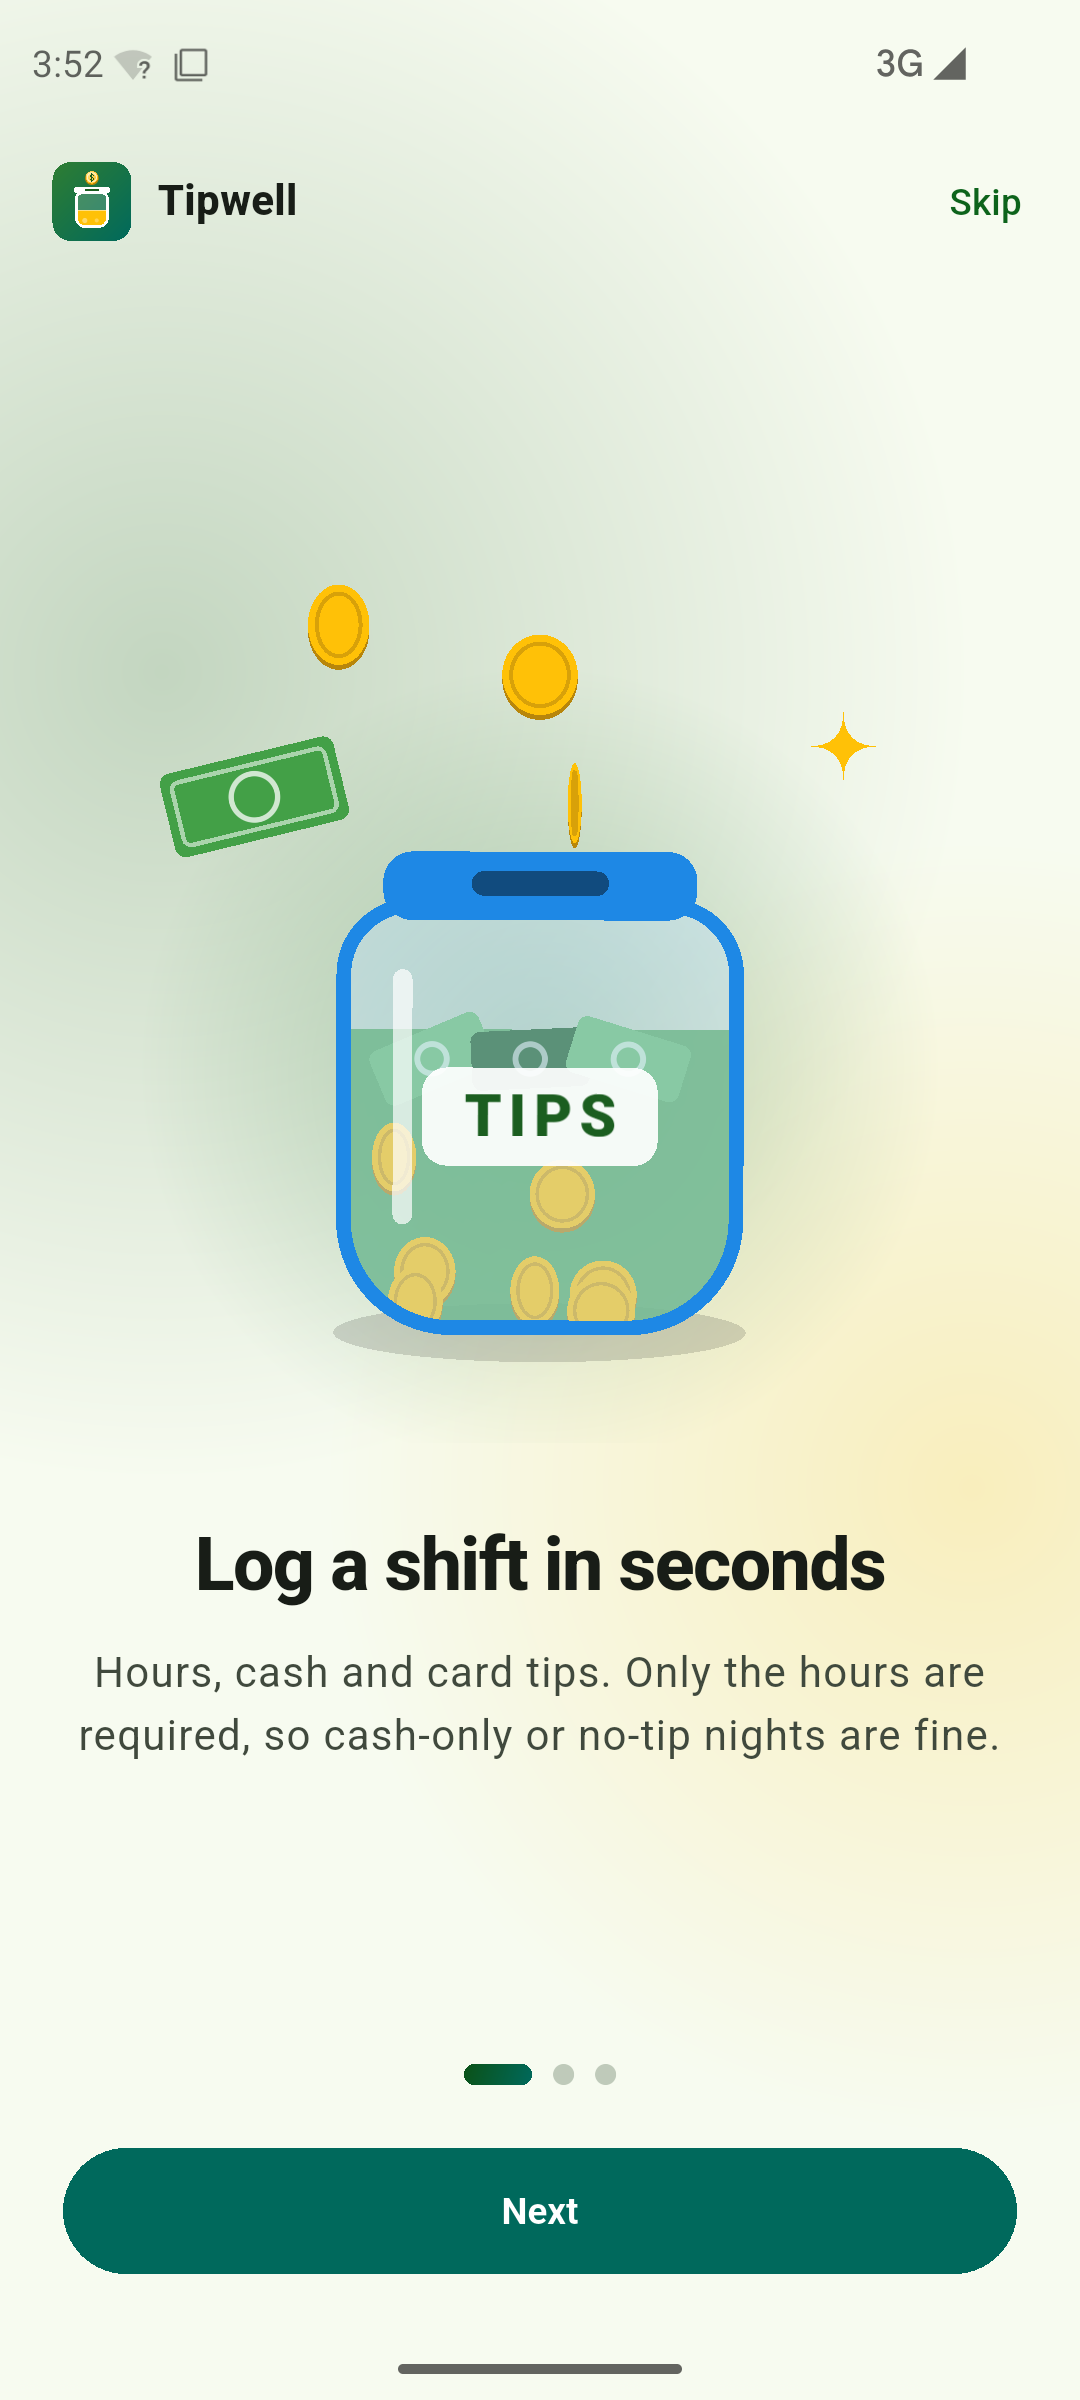 3:52
3G
Tipwell
Skip
TIPS
Log a shift in seconds
Hours, cash and card tips. Only the hours are
required, so cash-only or no-tip nights are fine.
Next